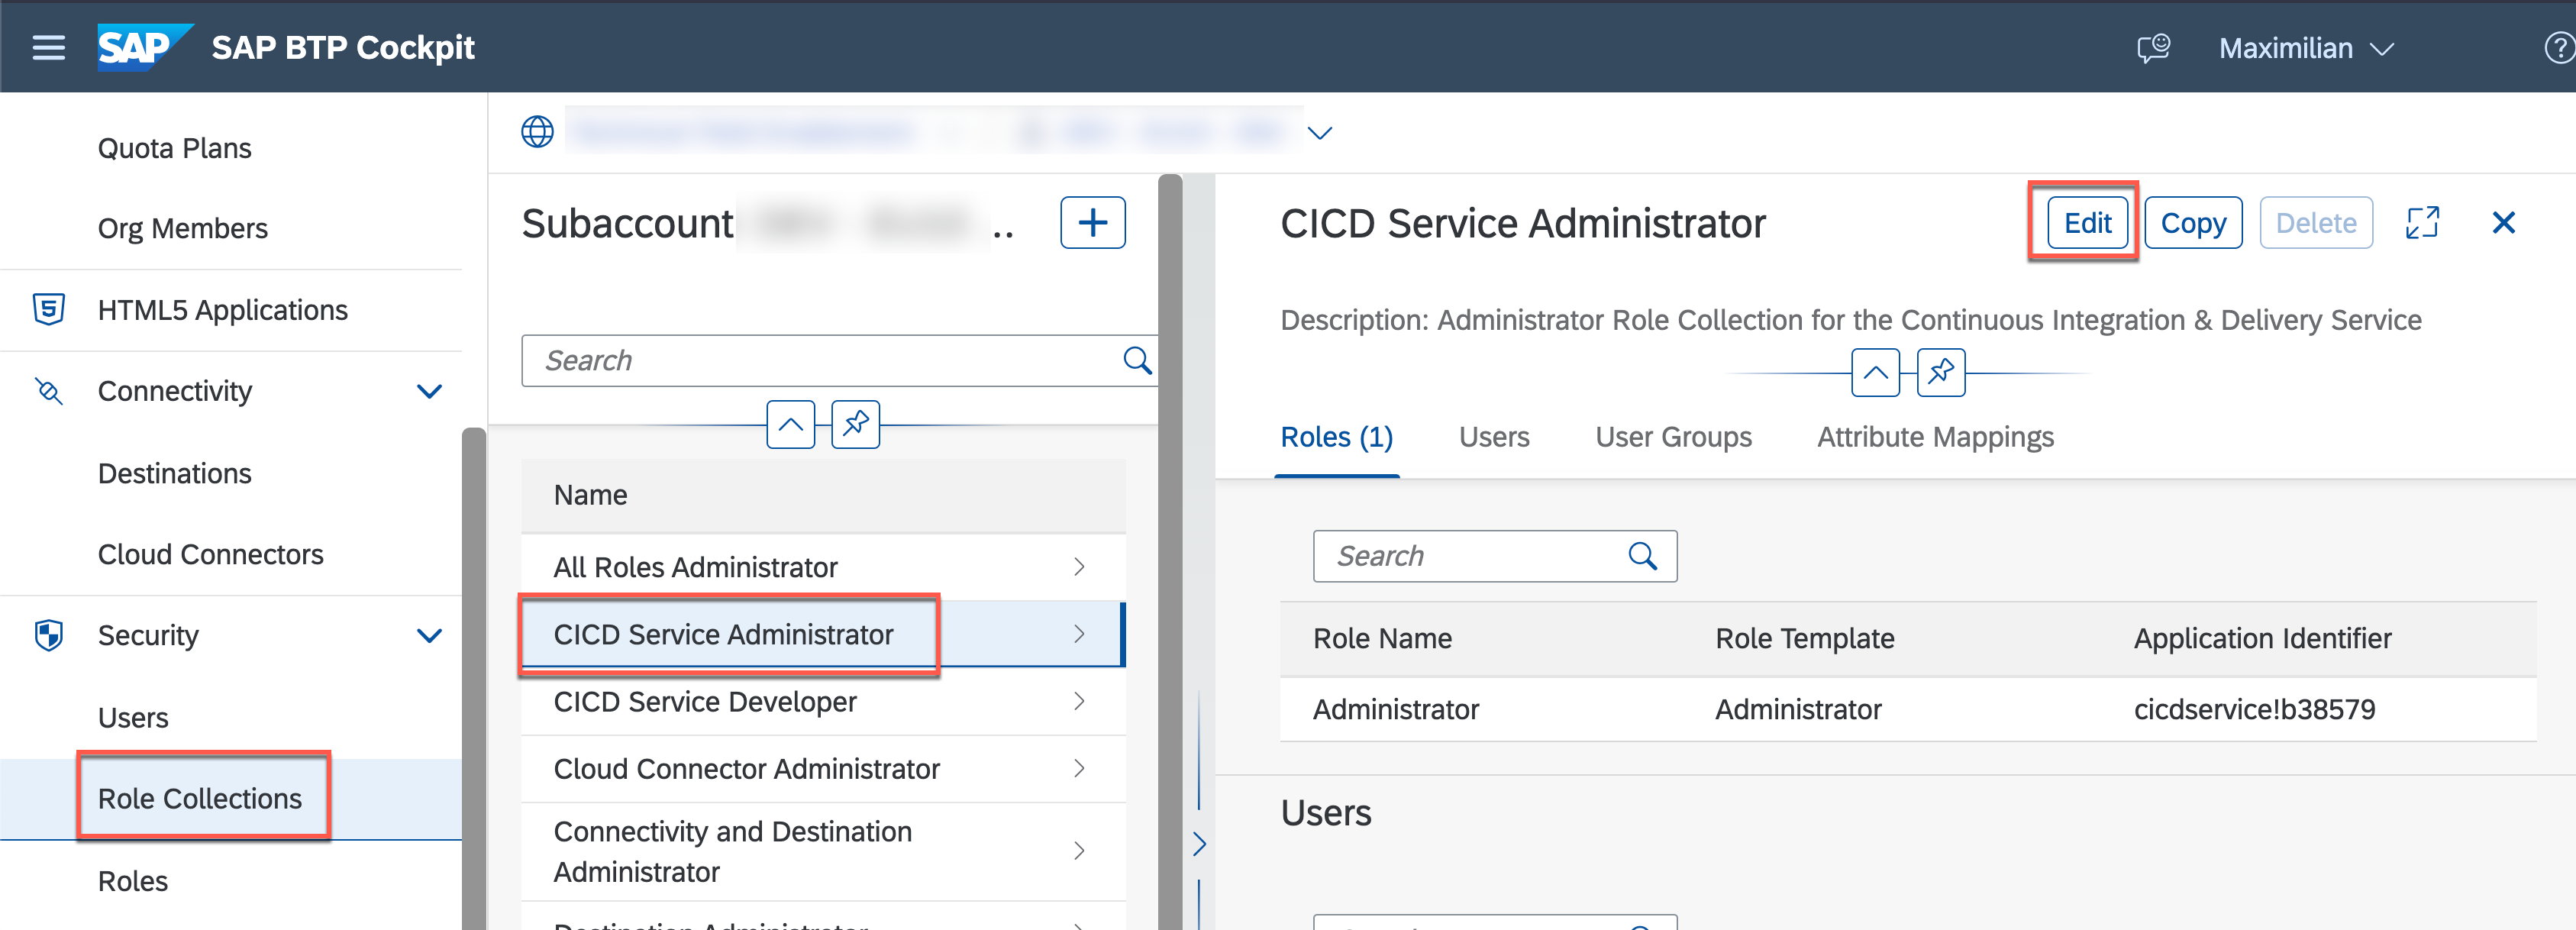 SAP SAP BTP Cockpit
Maximilian
Quota Plans
Org Members
HTML5 Applications
Connectivity
Destinations
Cloud Connectors
Security
Users
Role Collections
Roles
Subaccount
..
Search
Name
All Roles Administrator
CICD Service Administrator
CICD Service Developer
Cloud Connector Administrator
Connectivity and Destination
Administrator
Destination Administrator
CICD Service Administrator
Edit
Copy
Delete
Description: Administrator Role Collection for the Continuous Integration & Delivery Service
Roles (1) Users User Groups Attribute Mappings
Search
Role Name Role Template Application Identifier
Administrator Administrator cicdservice!b38579
Users